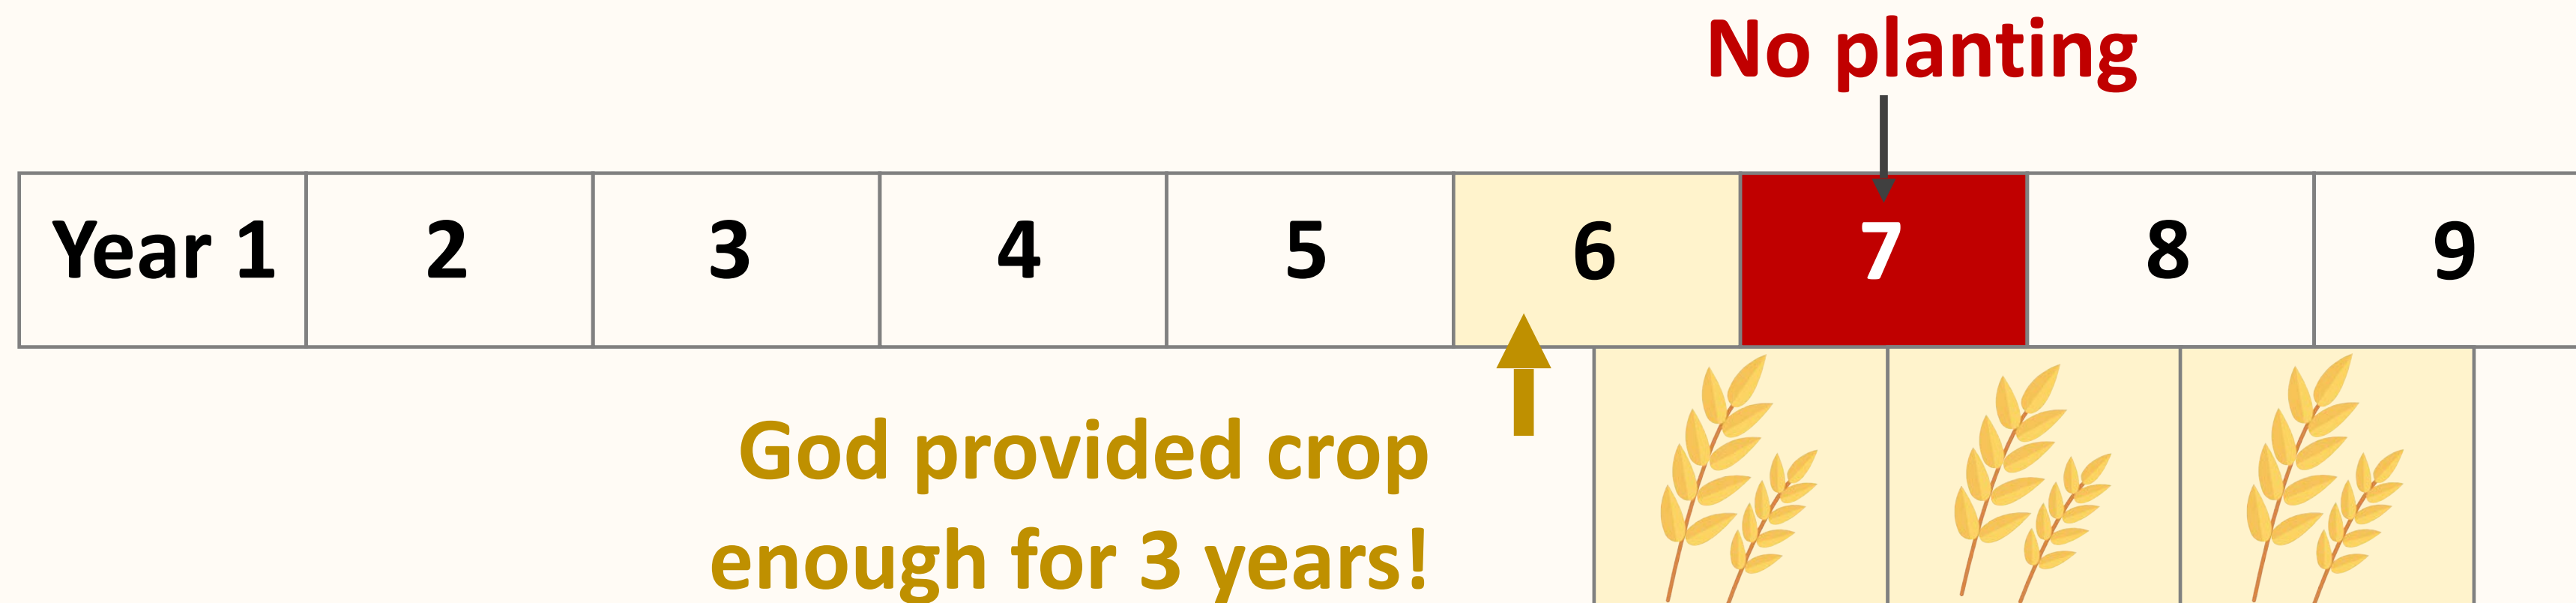 No planting
Year 1 2 3 4 5 6 7 8 9
God provided crop
enough for 3 years!